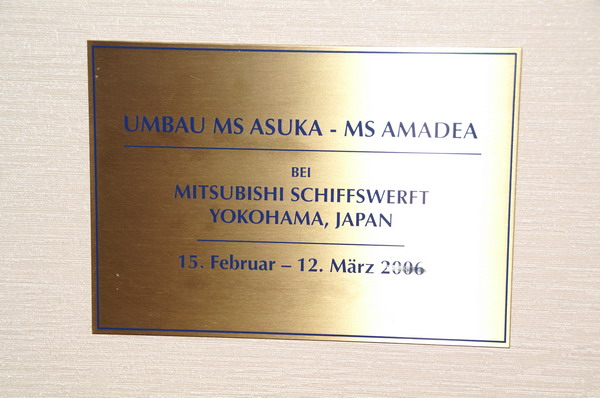 UMBAU MS ASUKA - MS AMADEA
BEI
MITSUBISHI SCHIFFSWERFT
YOKOHAMA, JAPAN
15. Februar – 12. März 2006